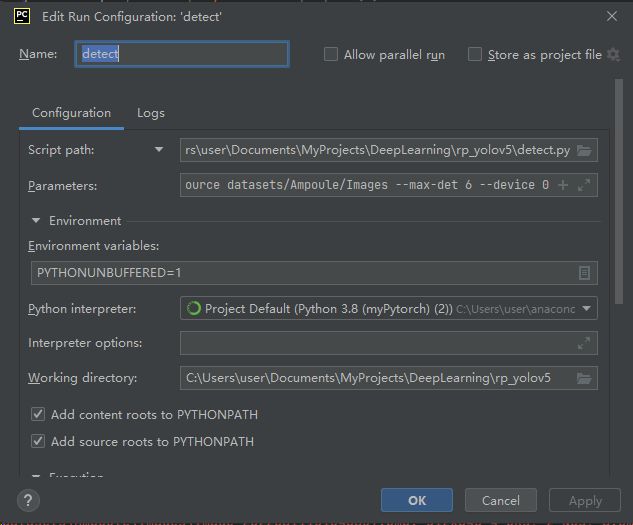 PC Edit Run Configuration: 'detect'
Name: detect Allow parallel run Store as project file
Configuration Logs
Script path: rs\user\Documents\MyProjects\DeepLearning\rp_yolov5\detect.py
Parameters: ource datasets/Ampoule/Images --max-det 6 --device 0
Environment
Environment variables:
PYTHONUNBUFFERED=1
Python interpreter: Project Default (Python 3.8 (myPytorch) (2)) C:\Users\user\anaconc
Interpreter options:
Working directory: C:\Users\user\Documents\MyProjects\DeepLearning\rp_yolov5
Add content roots to PYTHONPATH
Add source roots to PYTHONPATH
Execution
? OK Cancel Apply